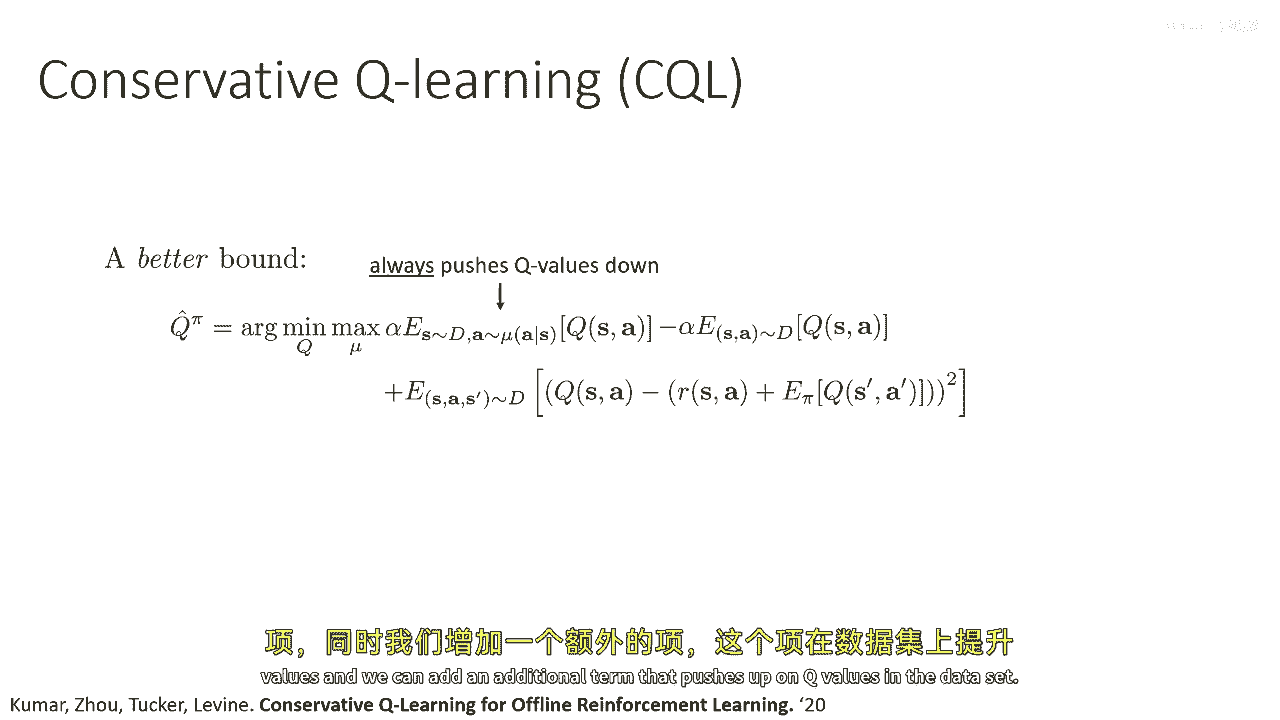 Conservative Q-learning (CQL)
A better bound:
always pushes Q-values down
$\hat{Q}^{\pi} = \arg\min_{Q} \max_{\mu} \alpha E_{\mathbf{s}\sim D, \mathbf{a}\sim\mu(\mathbf{a}|\mathbf{s})}[Q(\mathbf{s}, \mathbf{a})] - \alpha E_{(\mathbf{s},\mathbf{a})\sim D}[Q(\mathbf{s}, \mathbf{a})]$
$+ E_{(\mathbf{s},\mathbf{a},\mathbf{s}')\sim D}\left[(Q(\mathbf{s}, \mathbf{a}) - (r(\mathbf{s}, \mathbf{a}) + E_{\pi}[Q(\mathbf{s}', \mathbf{a}')]))^2\right]$
项，同时我们增加一个额外的项，这个项在数据集上提升
values and we can add an additional term that pushes up on Q values in the data set.
Kumar, Zhou, Tucker, Levine. Conservative Q-Learning for Offline Reinforcement Learning. ‘20